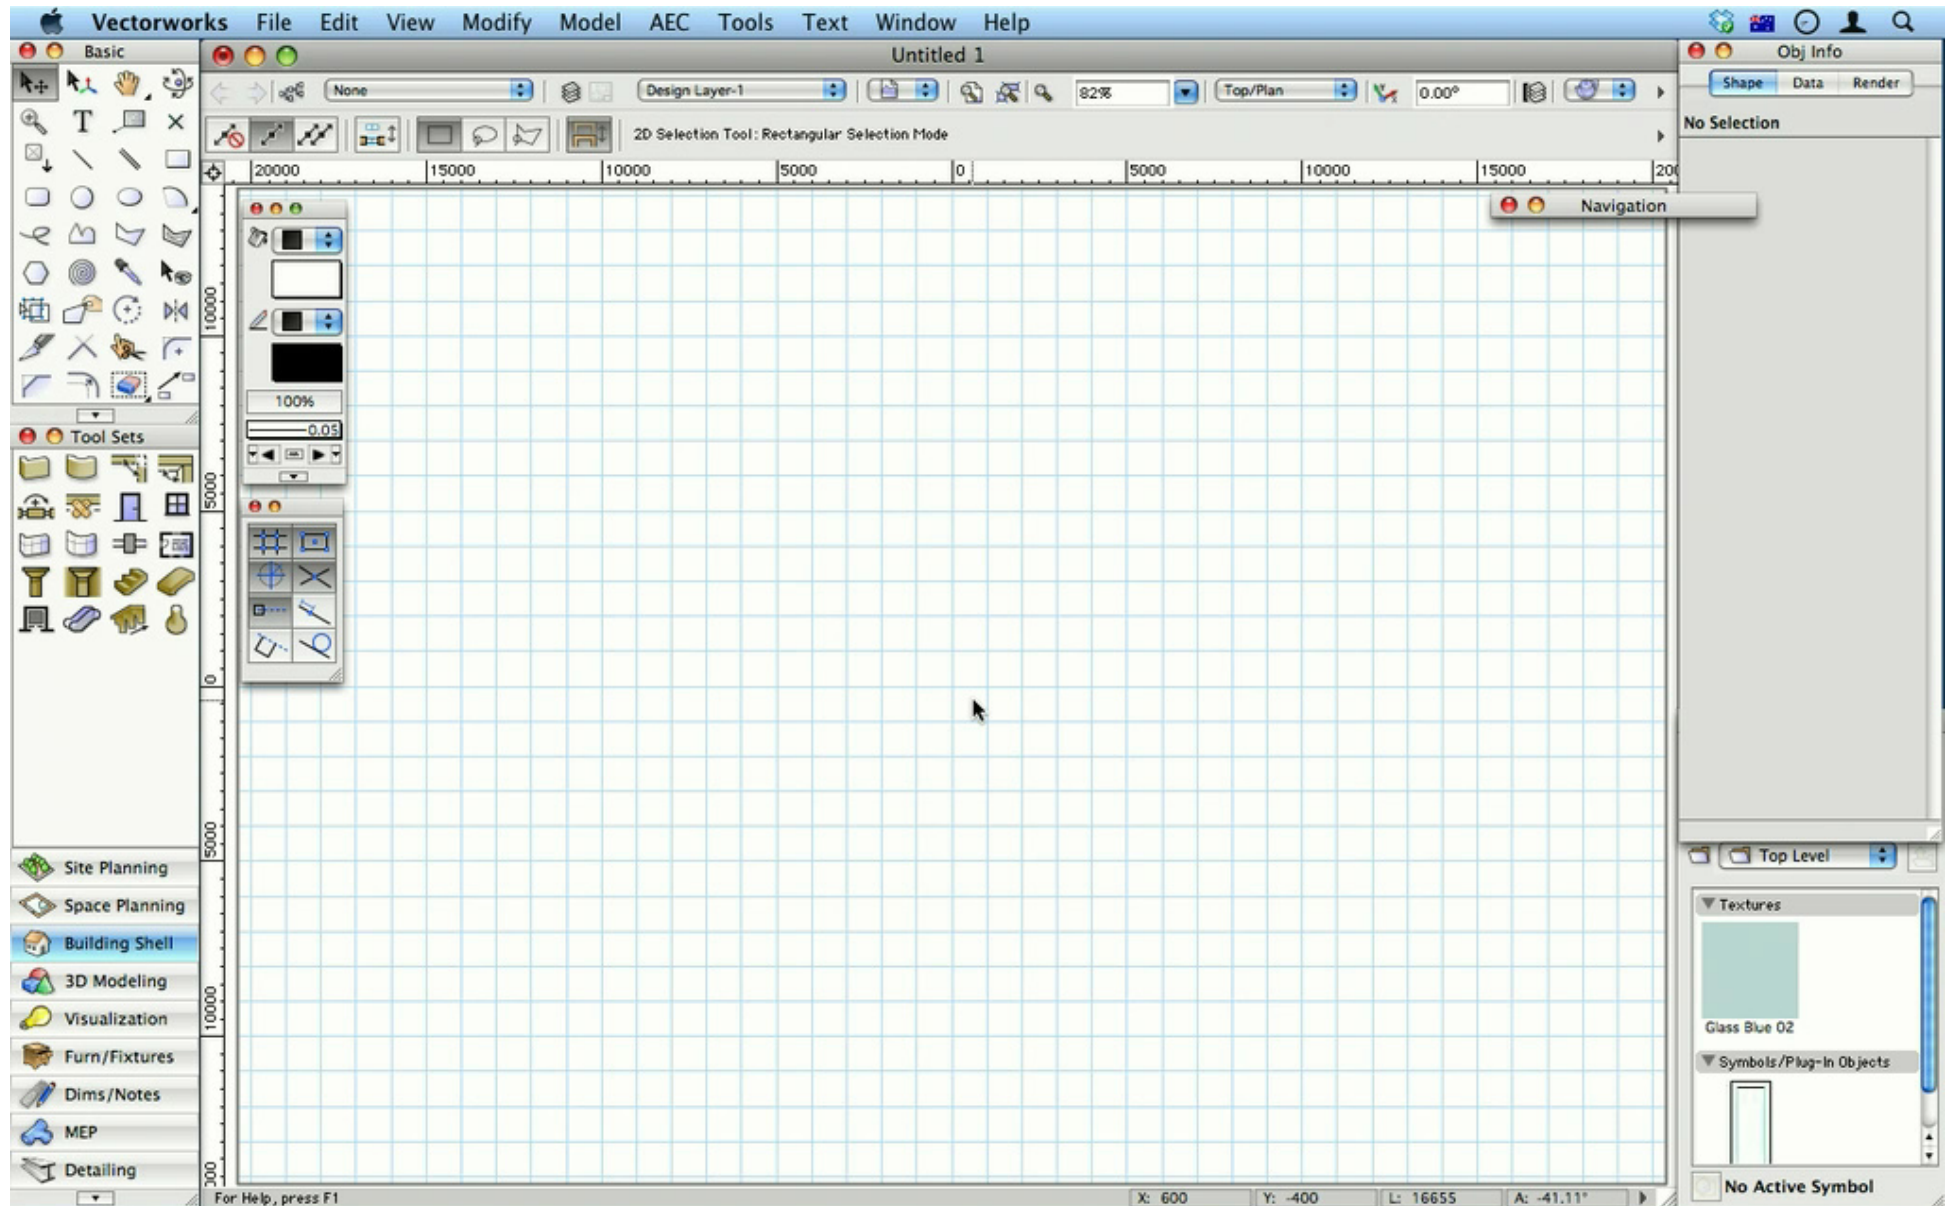 Vectorworks File Edit View Modify Model AEC Tools Text Window Help
Basic
Untitled 1
Obj Info
None
Design Layer-1
82%
Top/Plan
0.00°
Shape Data Render
2D Selection Tool: Rectangular Selection Mode
No Selection
20000 15000 10000 5000 0 5000 10000 15000 200
Navigation
10000
5000
0
5000
10000
100%
0.05
Tool Sets
Site Planning
Space Planning
Building Shell
3D Modeling
Visualization
Furn/Fixtures
Dims/Notes
MEP
Detailing
Top Level
Textures
Glass Blue 02
Symbols/Plug-In Objects
No Active Symbol
For Help, press F1
X: 600 Y: -400 L: 16655 A: -41.11°